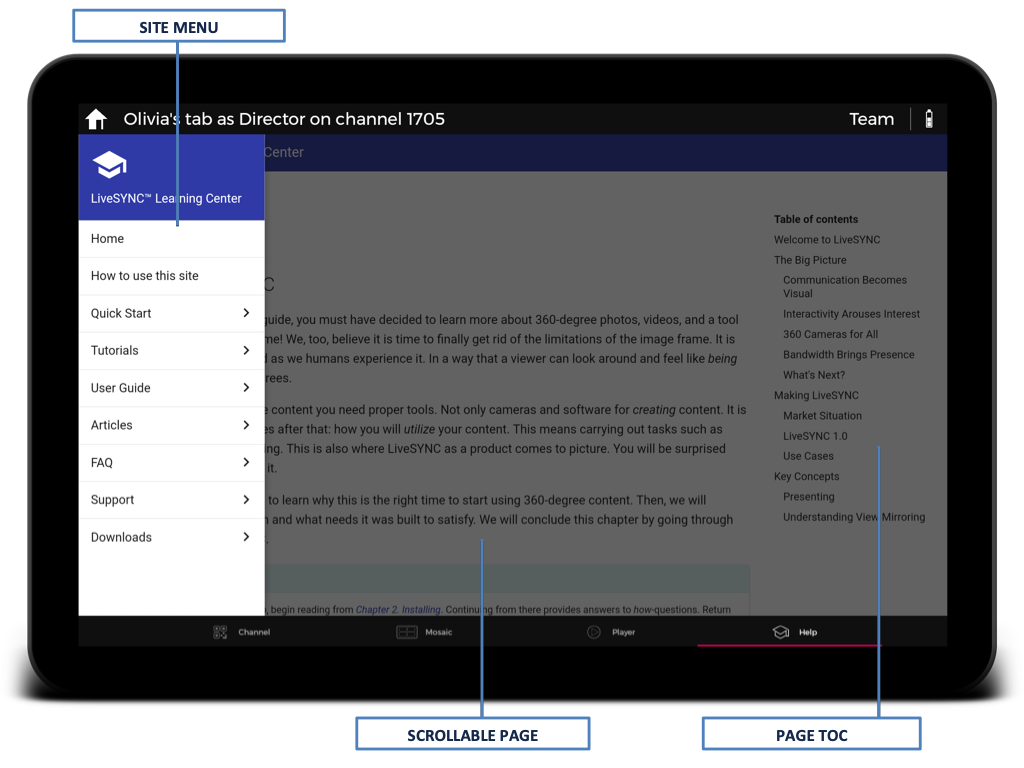 SITE MENU
Olivia's tab as Director on channel 1705
Team
Center
LiveSYNC™ Learning Center
Home
How to use this site
Quick Start
Tutorials
User Guide
Articles
FAQ
Support
Downloads
C
guide, you must have decided to learn more about 360-degree photos, videos, and a tool
me! We, too, believe it is time to finally get rid of the limitations of the image frame. It is
d as we humans experience it. In a way that a viewer can look around and feel like being
rees.
e content you need proper tools. Not only cameras and software for creating content. It is
es after that: how you will utilize your content. This means carrying out tasks such as
ing. This is also where LiveSYNC as a product comes to picture. You will be surprised
it.
to learn why this is the right time to start using 360-degree content. Then, we will
n and what needs it was built to satisfy. We will conclude this chapter by going through
begin reading from Chapter 2. Installing. Continuing from there provides answers to how-questions. Return
Table of contents
Welcome to LiveSYNC
The Big Picture
Communication Becomes
Visual
Interactivity Arouses Interest
360 Cameras for All
Bandwidth Brings Presence
What's Next?
Making LiveSYNC
Market Situation
LiveSYNC 1.0
Use Cases
Key Concepts
Presenting
Understanding View Mirroring
Channel
Mosaic
Player
Help
SCROLLABLE PAGE
PAGE TOC